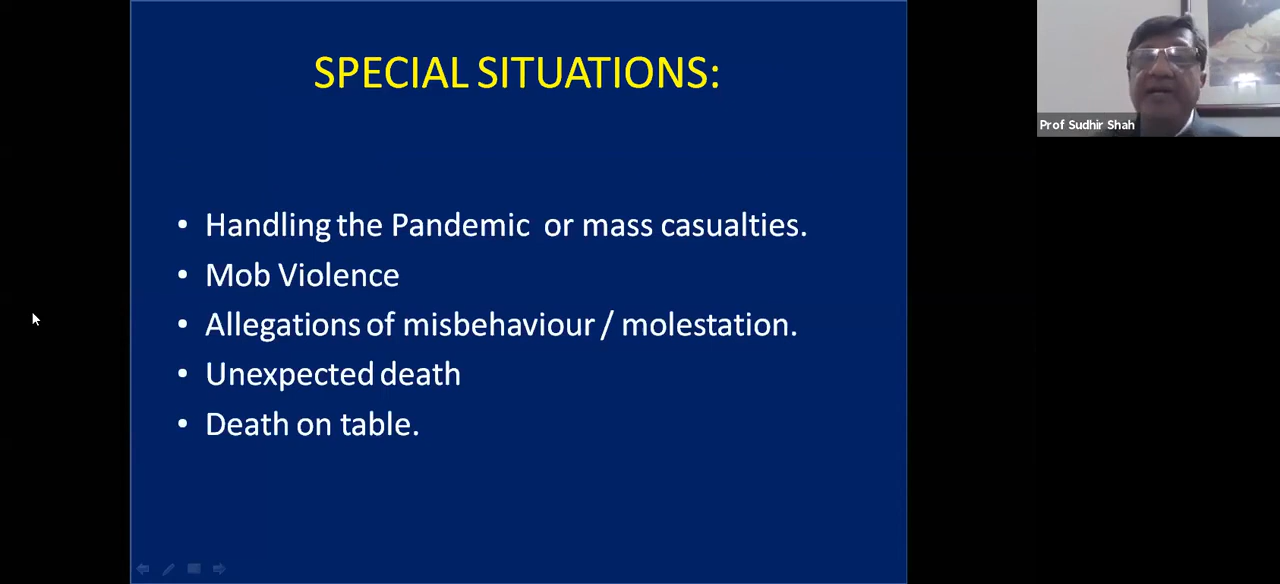 SPECIAL SITUATIONS:
• Handling the Pandemic or mass casualties.
• Mob Violence
• Allegations of misbehaviour / molestation.
• Unexpected death
• Death on table.
Prof Sudhir Shah